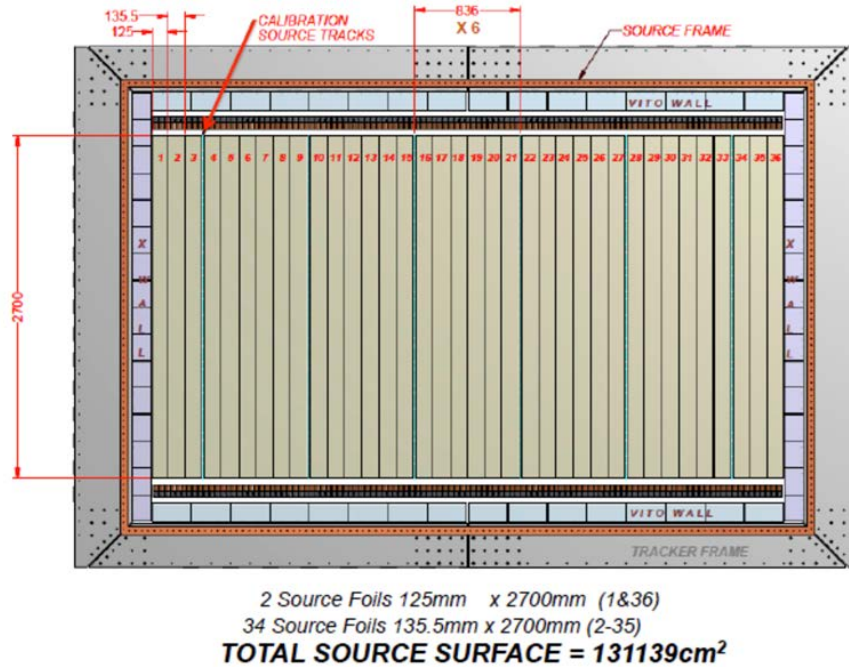 135.5
125
CALIBRATION
SOURCE TRACKS
836
X 6
SOURCE FRAME
VITO WALL
1 2 3 4 5 6 7 8 9 10 11 12 13 14 15 16 17 18 19 20 21 22 23 24 25 26 27 28 29 30 31 32 33 34 35 36
X WALL
X WALL
2700
VITO WALL
TRACKER FRAME
2 Source Foils 125mm x 2700mm (1&36)
34 Source Foils 135.5mm x 2700mm (2-35)
TOTAL SOURCE SURFACE = 131139cm²